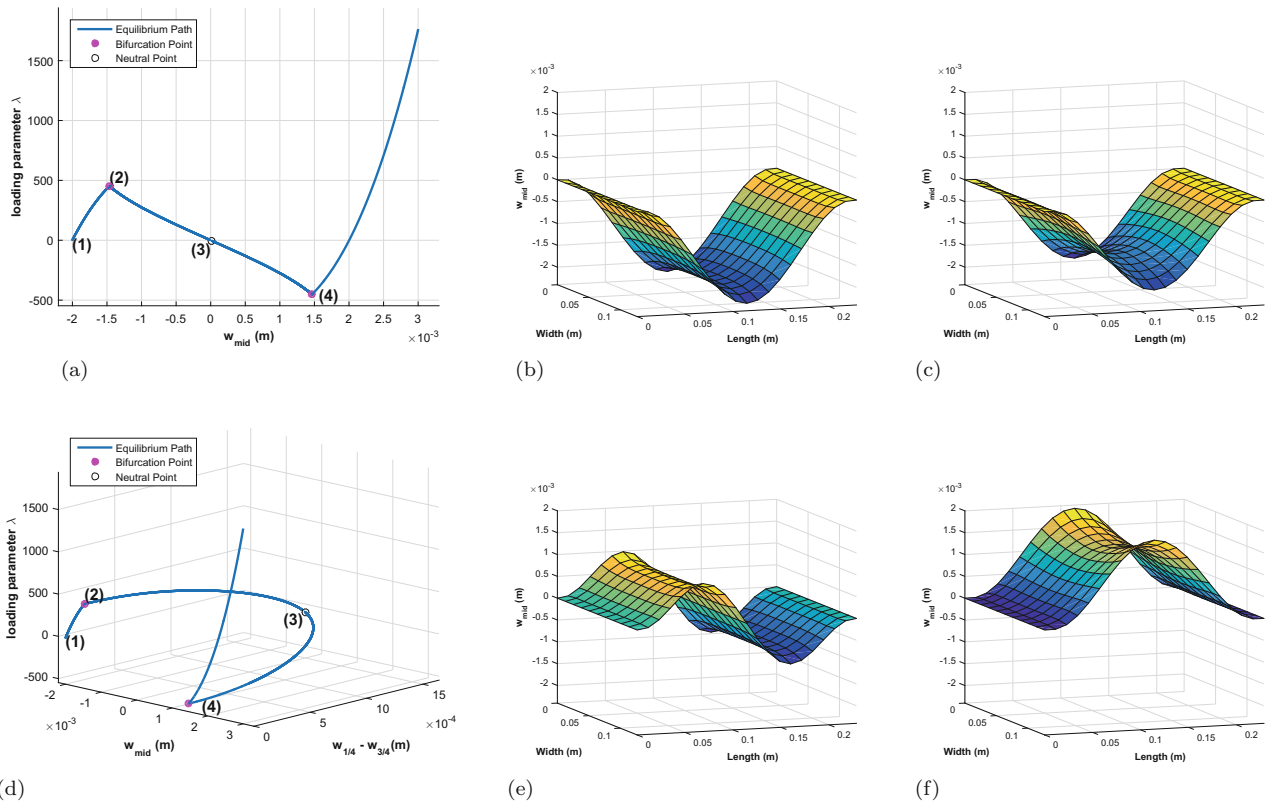 Equilibrium Path
Bifurcation Point
Neutral Point
1500
1000
500
0
-500
loading parameter λ
(1)
(2)
(3)
(4)
-2 -1.5 -1 -0.5 0 0.5 1 1.5 2 2.5 3
w_mid (m)
×10⁻³
(a)
×10⁻³
2
1.5
1
0.5
0
-0.5
-1
-1.5
-2
w_mid (m)
0
0.05
0.1
Width (m)
0 0.05 0.1 0.15 0.2
Length (m)
(b)
×10⁻³
2
1.5
1
0.5
0
-0.5
-1
-1.5
-2
w_mid (m)
0
0.05
0.1
Width (m)
0 0.05 0.1 0.15 0.2
Length (m)
(c)
Equilibrium Path
Bifurcation Point
Neutral Point
1500
1000
500
0
-500
loading parameter λ
(1)
(2)
(3)
(4)
-2 -1 0 1 2 3
×10⁻³
w_mid (m)
0 5 10 15
×10⁻⁴
w_1/4 - w_3/4(m)
(d)
×10⁻³
2
1.5
1
0.5
0
-0.5
-1
-1.5
-2
w_mid (m)
0
0.05
0.1
Width (m)
0 0.05 0.1 0.15 0.2
Length (m)
(e)
×10⁻³
2
1.5
1
0.5
0
-0.5
-1
-1.5
-2
w_mid (m)
0
0.05
0.1
Width (m)
0 0.05 0.1 0.15 0.2
Length (m)
(f)